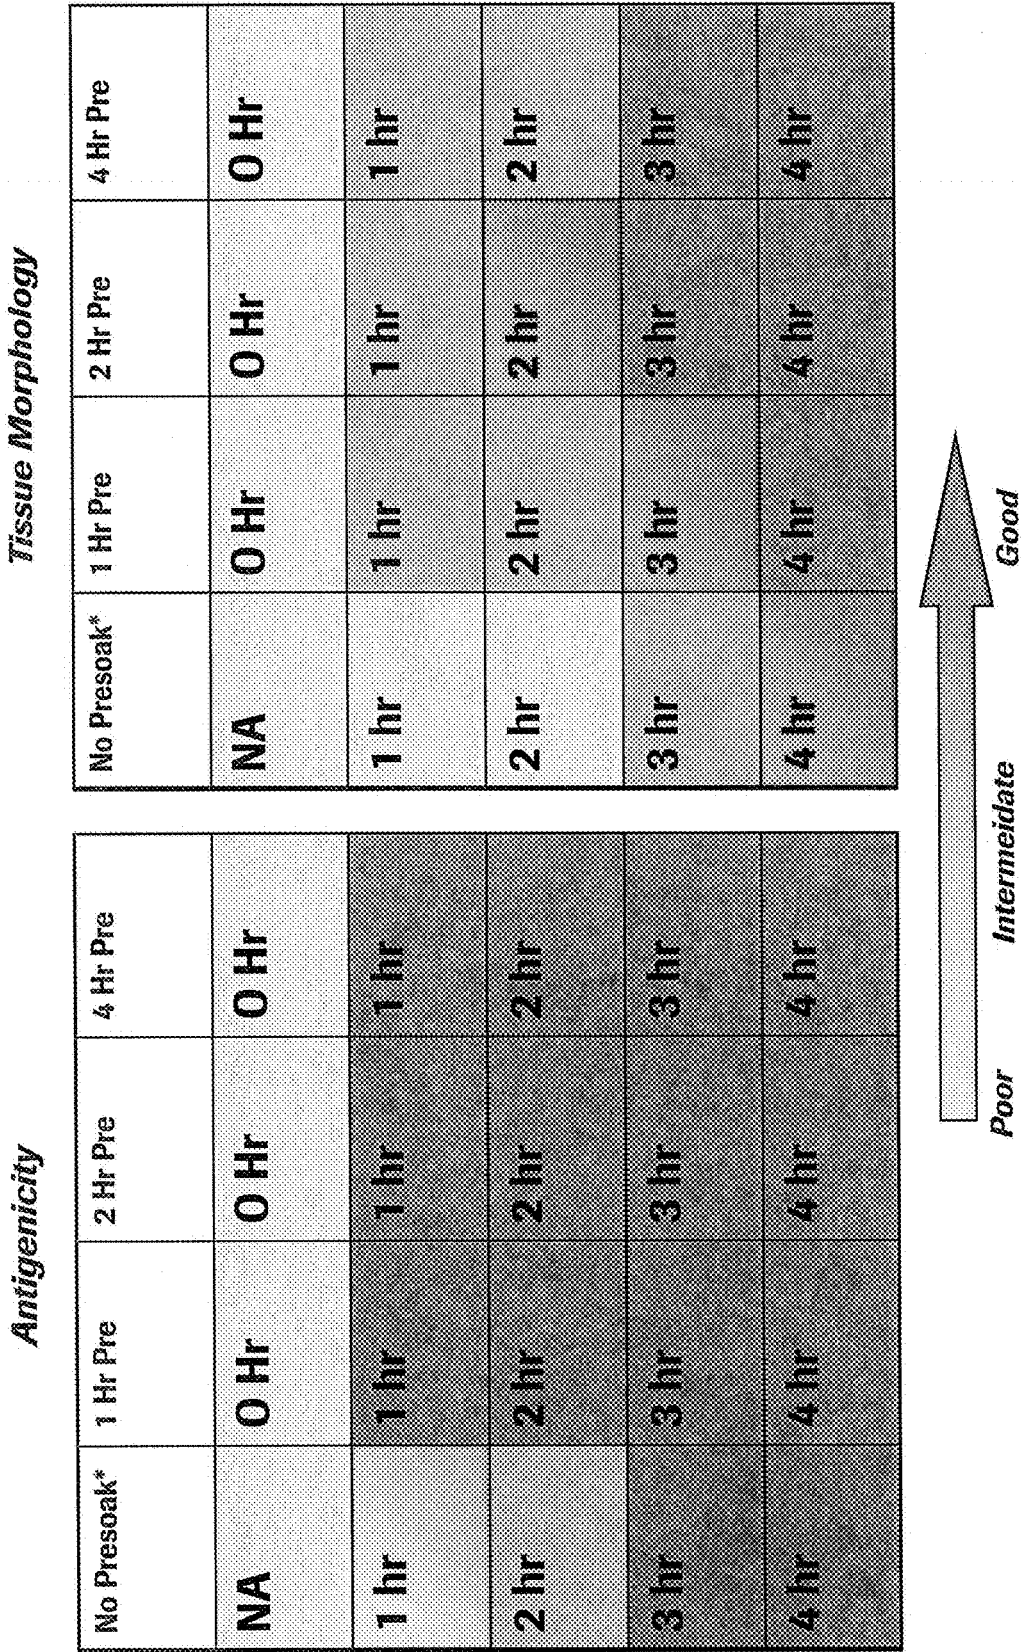 Antigenicity
No Presoak* 1 Hr Pre 2 Hr Pre 4 Hr Pre
NA 0 Hr 0 Hr 0 Hr
1 hr 1 hr 1 hr 1 hr
2 hr 2 hr 2 hr 2 hr
3 hr 3 hr 3 hr 3 hr
4 hr 4 hr 4 hr 4 hr
Tissue Morphology
No Presoak* 1 Hr Pre 2 Hr Pre 4 Hr Pre
NA 0 Hr 0 Hr 0 Hr
1 hr 1 hr 1 hr 1 hr
2 hr 2 hr 2 hr 2 hr
3 hr 3 hr 3 hr 3 hr
4 hr 4 hr 4 hr 4 hr
Poor Intermeidate Good